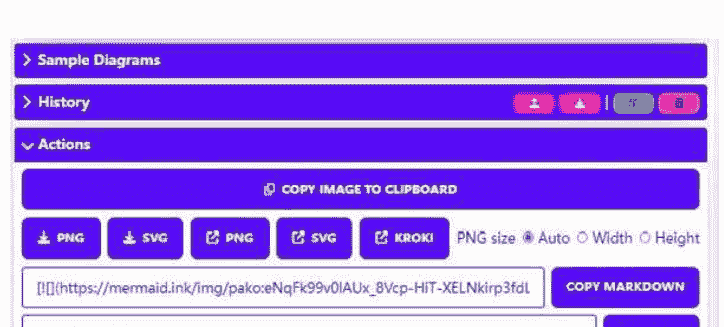 Sample Diagrams
History
Actions
COPY IMAGE TO CLIPBOARD
PNG SVG PNG SVG KROKI PNG size Auto Width Height
[![](https://mermaid.ink/img/pako:eNqFk99v0lAUx_8Vcp-HiT-XELNkirp3fdL COPY MARKDOWN